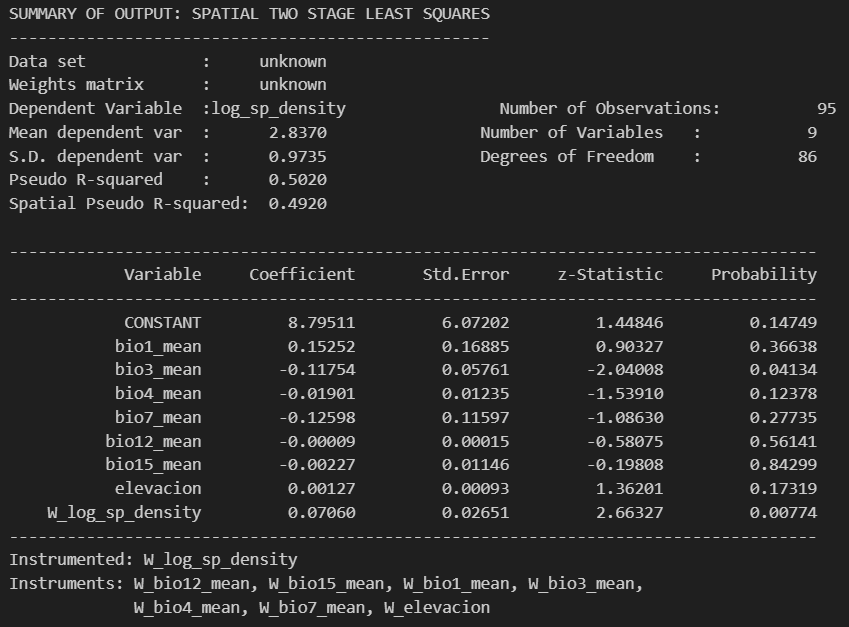 SUMMARY OF OUTPUT: SPATIAL TWO STAGE LEAST SQUARES
--------------------------------------------------
Data set            :     unknown
Weights matrix      :     unknown
Dependent Variable  :log_sp_density                Number of Observations:          95
Mean dependent var  :      2.8370                Number of Variables   :           9
S.D. dependent var  :      0.9735                Degrees of Freedom    :          86
Pseudo R-squared    :      0.5020
Spatial Pseudo R-squared:  0.4920
------------------------------------------------------------------------------------
            Variable     Coefficient       Std.Error     z-Statistic     Probability
------------------------------------------------------------------------------------
            CONSTANT         8.79511         6.07202         1.44846         0.14749
           bio1_mean         0.15252         0.16885         0.90327         0.36638
           bio3_mean        -0.11754         0.05761        -2.04008         0.04134
           bio4_mean        -0.01901         0.01235        -1.53910         0.12378
           bio7_mean        -0.12598         0.11597        -1.08630         0.27735
          bio12_mean        -0.00009         0.00015        -0.58075         0.56141
          bio15_mean        -0.00227         0.01146        -0.19808         0.84299
           elevacion         0.00127         0.00093         1.36201         0.17319
    W_log_sp_density         0.07060         0.02651         2.66327         0.00774
------------------------------------------------------------------------------------
Instrumented: W_log_sp_density
Instruments: W_bio12_mean, W_bio15_mean, W_bio1_mean, W_bio3_mean,
             W_bio4_mean, W_bio7_mean, W_elevacion